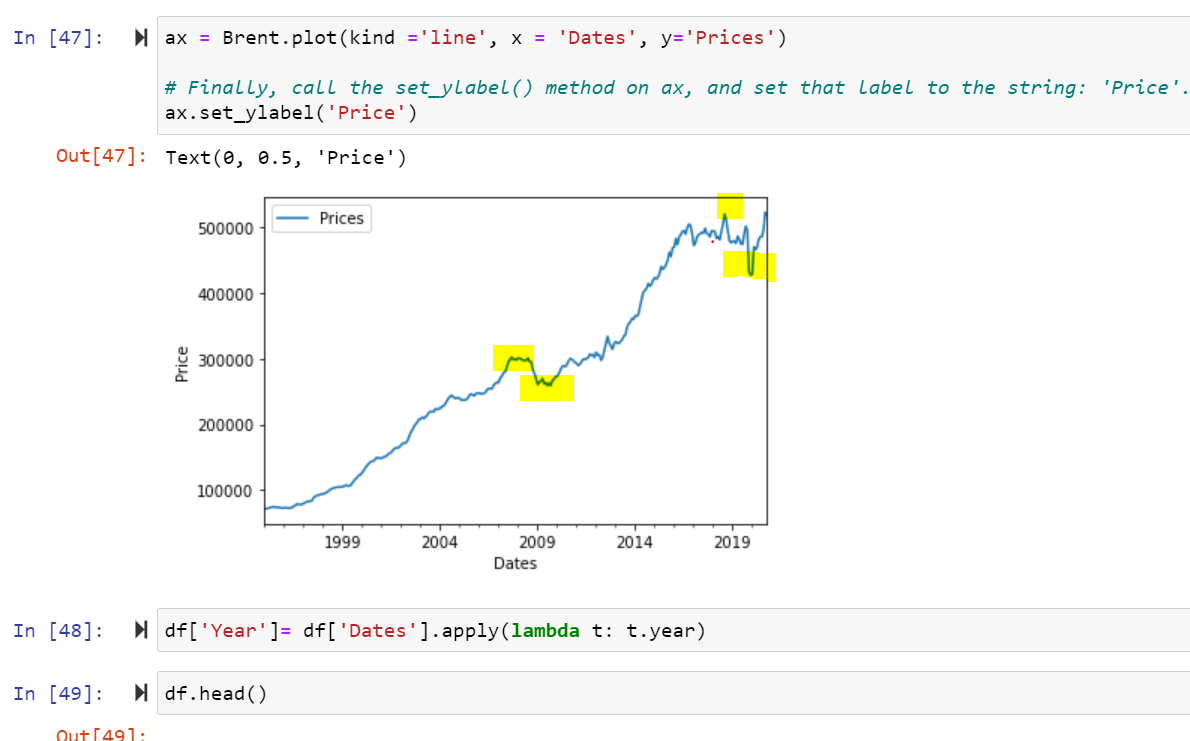 In [47]:
ax = Brent.plot(kind ='line', x = 'Dates', y='Prices')
# Finally, call the set_ylabel() method on ax, and set that label to the string: 'Price'.
ax.set_ylabel('Price')
Out[47]: Text(0, 0.5, 'Price')
Prices
500000
400000
300000
200000
100000
Price
1999 2004 2009 2014 2019
Dates
In [48]:
df['Year']= df['Dates'].apply(lambda t: t.year)
In [49]:
df.head()
Out[49]: